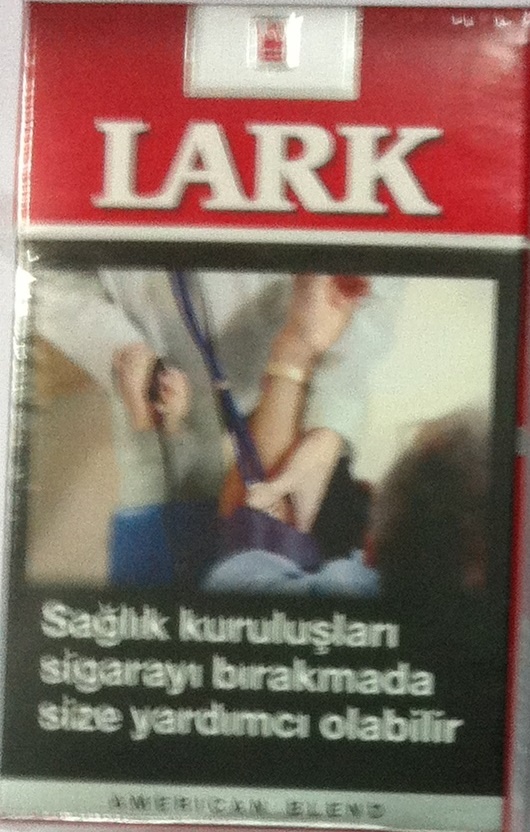 LARK
Sağlık kuruluşları
sigarayı bırakmada
size yardımcı olabilir
AMERICAN BLEND